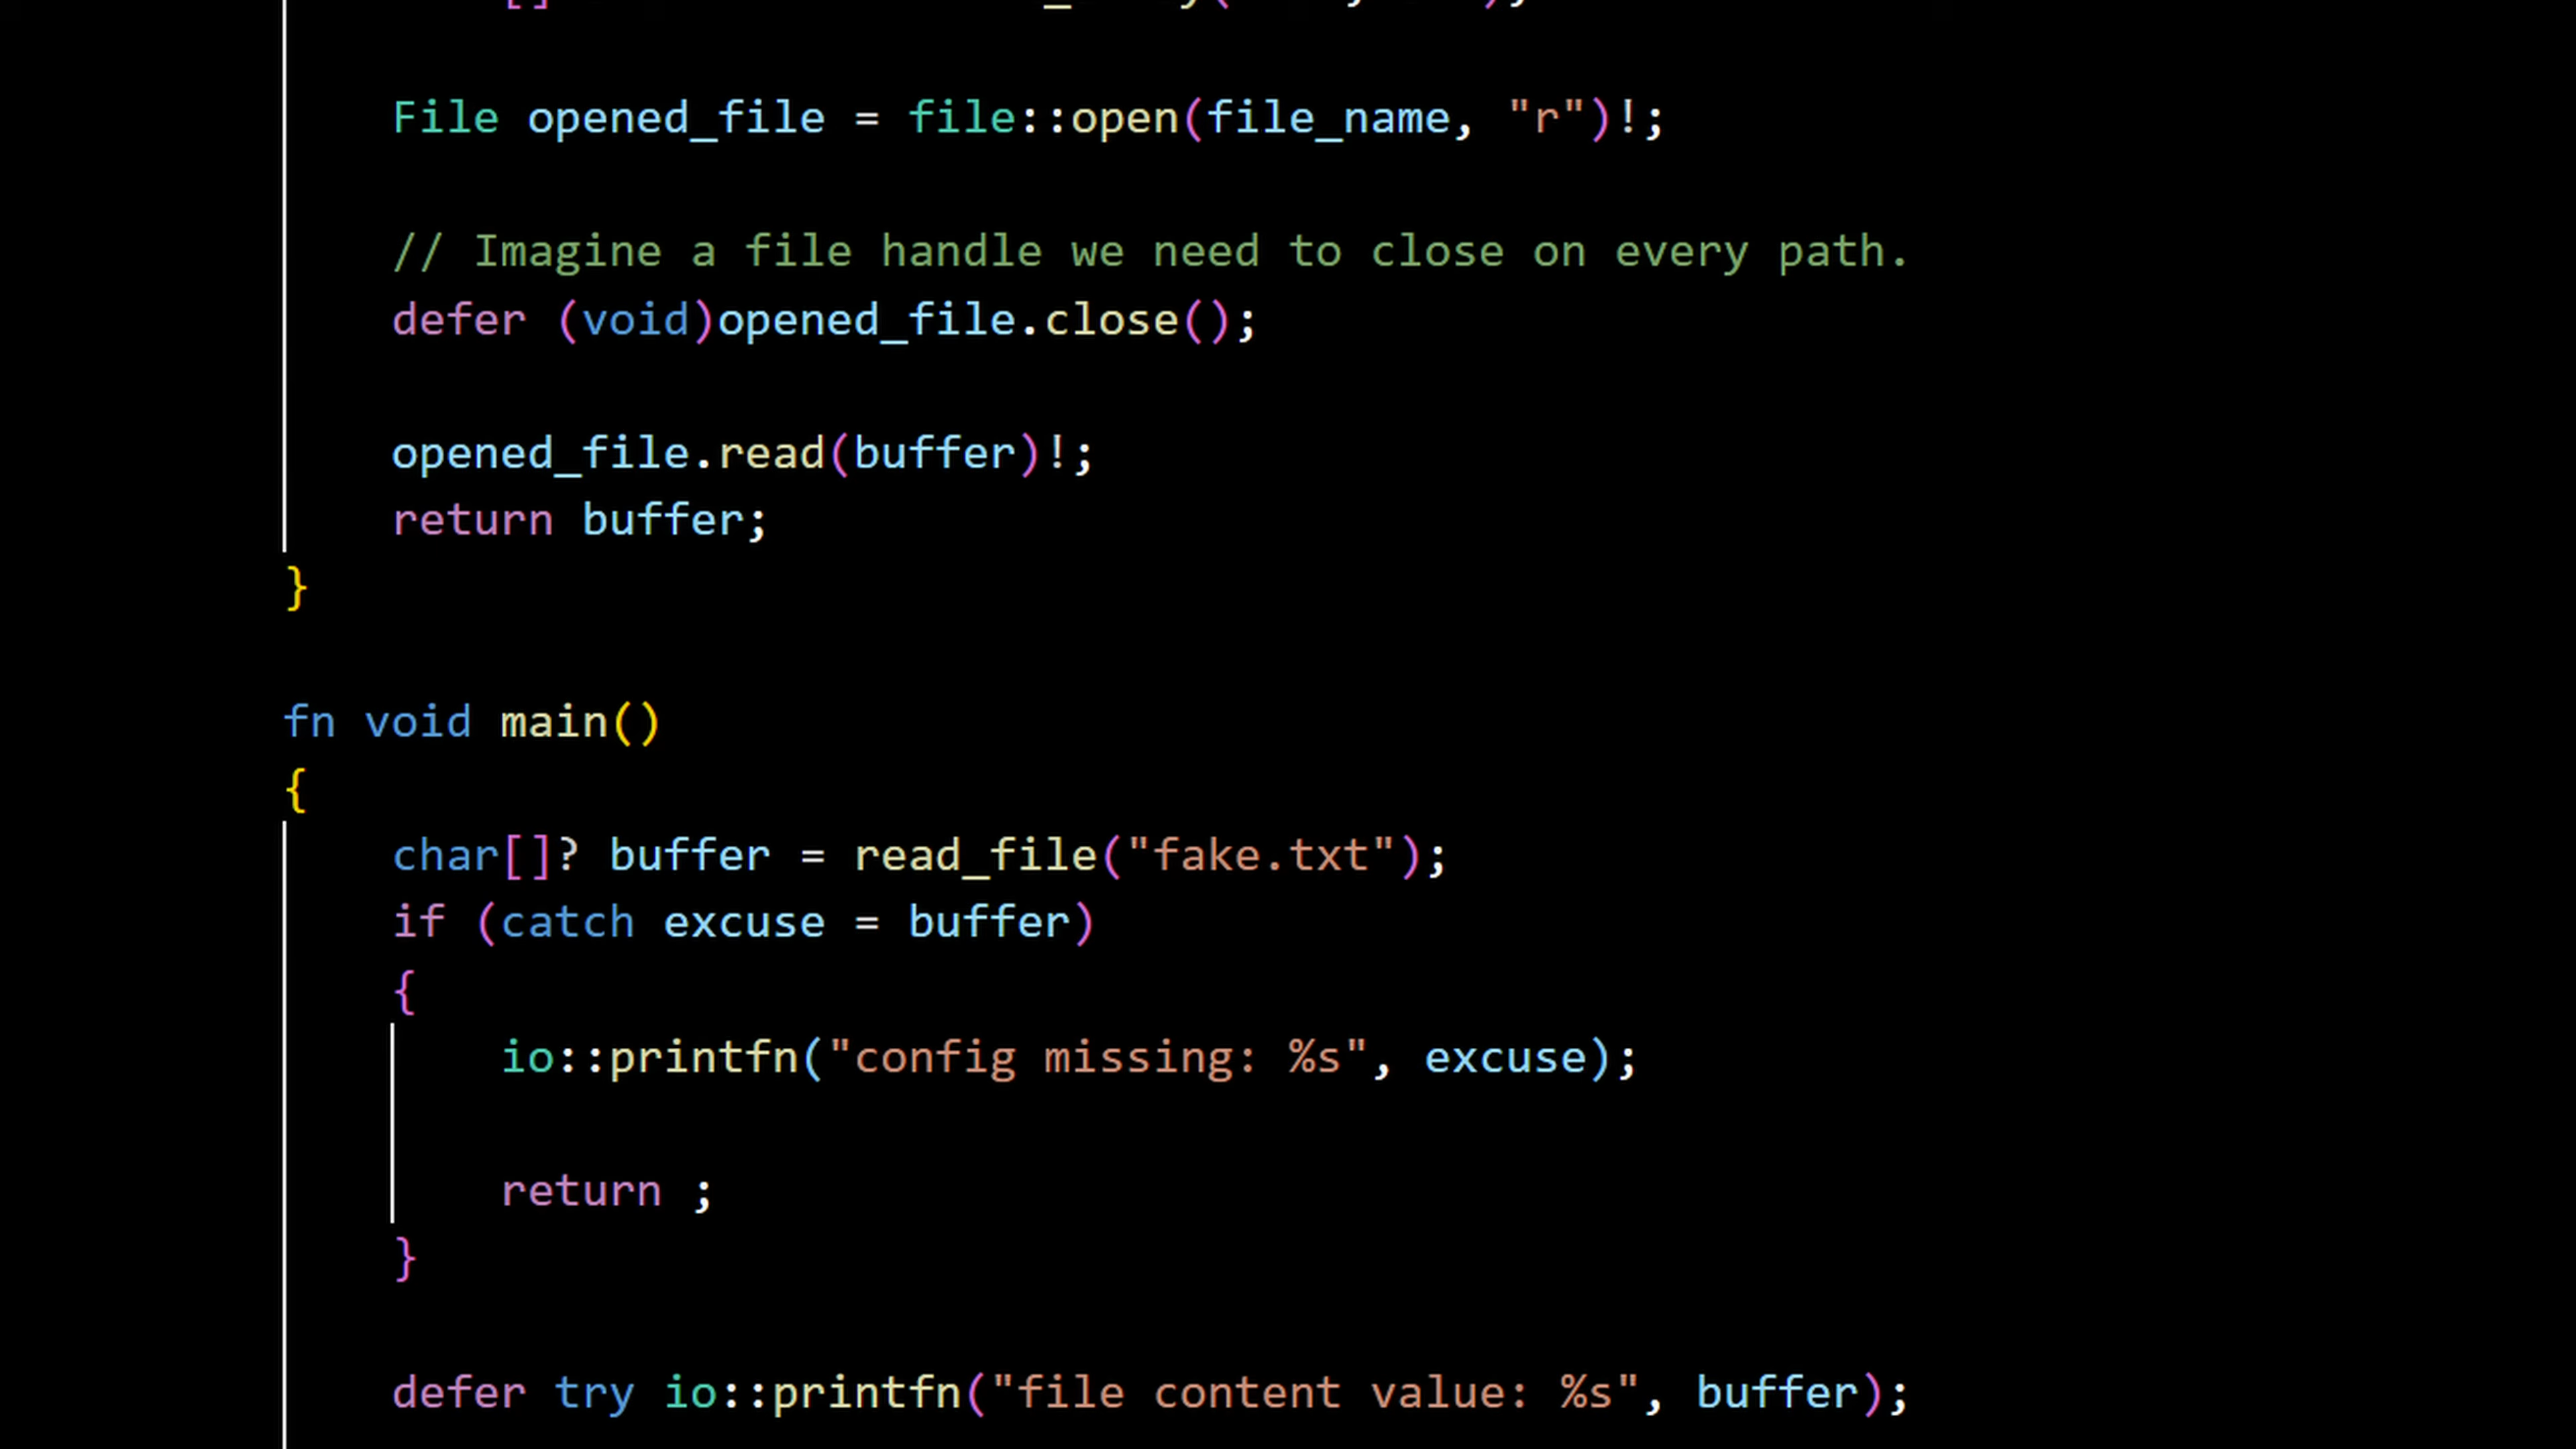 File opened_file = file::open(file_name, "r")!;
// Imagine a file handle we need to close on every path.
defer (void)opened_file.close();
opened_file.read(buffer)!;
return buffer;
}
fn void main()
{
char[]? buffer = read_file("fake.txt");
if (catch excuse = buffer)
{
io::printfn("config missing: %s", excuse);
return ;
}
defer try io::printfn("file content value: %s", buffer);